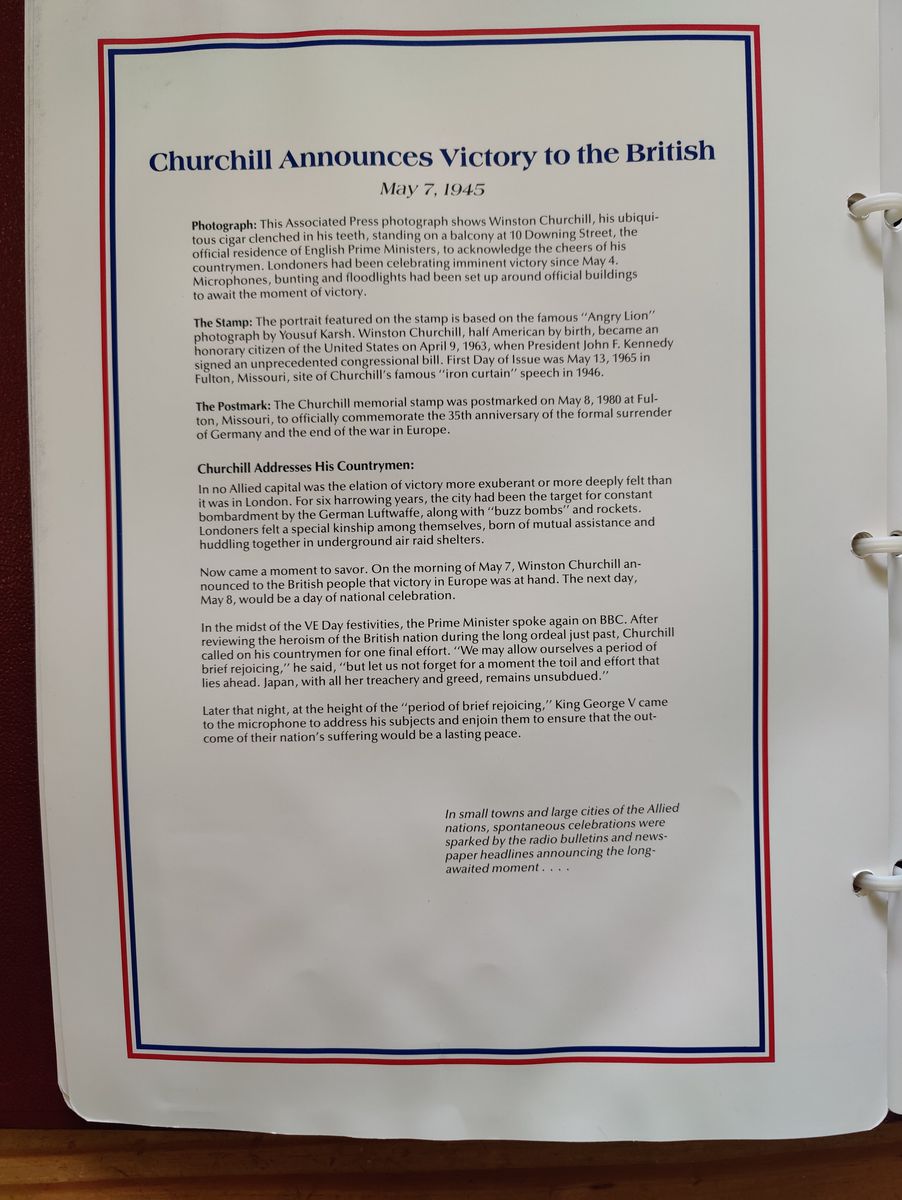 Churchill Announces Victory to the British
May 7, 1945
Photograph: This Associated Press photograph shows Winston Churchill, his ubiqui-
tous cigar clenched in his teeth, standing on a balcony at 10 Downing Street, the
official residence of English Prime Ministers, to acknowledge the cheers of his
countrymen. Londoners had been celebrating imminent victory since May 4.
Microphones, bunting and floodlights had been set up around official buildings
to await the moment of victory.
The Stamp: The portrait featured on the stamp is based on the famous “Angry Lion”
photograph by Yousuf Karsh. Winston Churchill, half American by birth, became an
honorary citizen of the United States on April 9, 1963, when President John F. Kennedy
signed an unprecedented congressional bill. First Day of Issue was May 13, 1965 in
Fulton, Missouri, site of Churchill’s famous “iron curtain” speech in 1946.
The Postmark: The Churchill memorial stamp was postmarked on May 8, 1980 at Ful-
ton, Missouri, to officially commemorate the 35th anniversary of the formal surrender
of Germany and the end of the war in Europe.
Churchill Addresses His Countrymen:
In no Allied capital was the elation of victory more exuberant or more deeply felt than
it was in London. For six harrowing years, the city had been the target for constant
bombardment by the German Luftwaffe, along with “buzz bombs” and rockets.
Londoners felt a special kinship among themselves, born of mutual assistance and
huddling together in underground air raid shelters.
Now came a moment to savor. On the morning of May 7, Winston Churchill an-
nounced to the British people that victory in Europe was at hand. The next day,
May 8, would be a day of national celebration.
In the midst of the VE Day festivities, the Prime Minister spoke again on BBC. After
reviewing the heroism of the British nation during the long ordeal just past, Churchill
called on his countrymen for one final effort. “We may allow ourselves a period of
brief rejoicing,” he said, “but let us not forget for a moment the toil and effort that
lies ahead. Japan, with all her treachery and greed, remains unsubdued.”
Later that night, at the height of the “period of brief rejoicing,” King George V came
to the microphone to address his subjects and enjoin them to ensure that the out-
come of their nation’s suffering would be a lasting peace.
In small towns and large cities of the Allied
nations, spontaneous celebrations were
sparked by the radio bulletins and news-
paper headlines announcing the long-
awaited moment . . . .